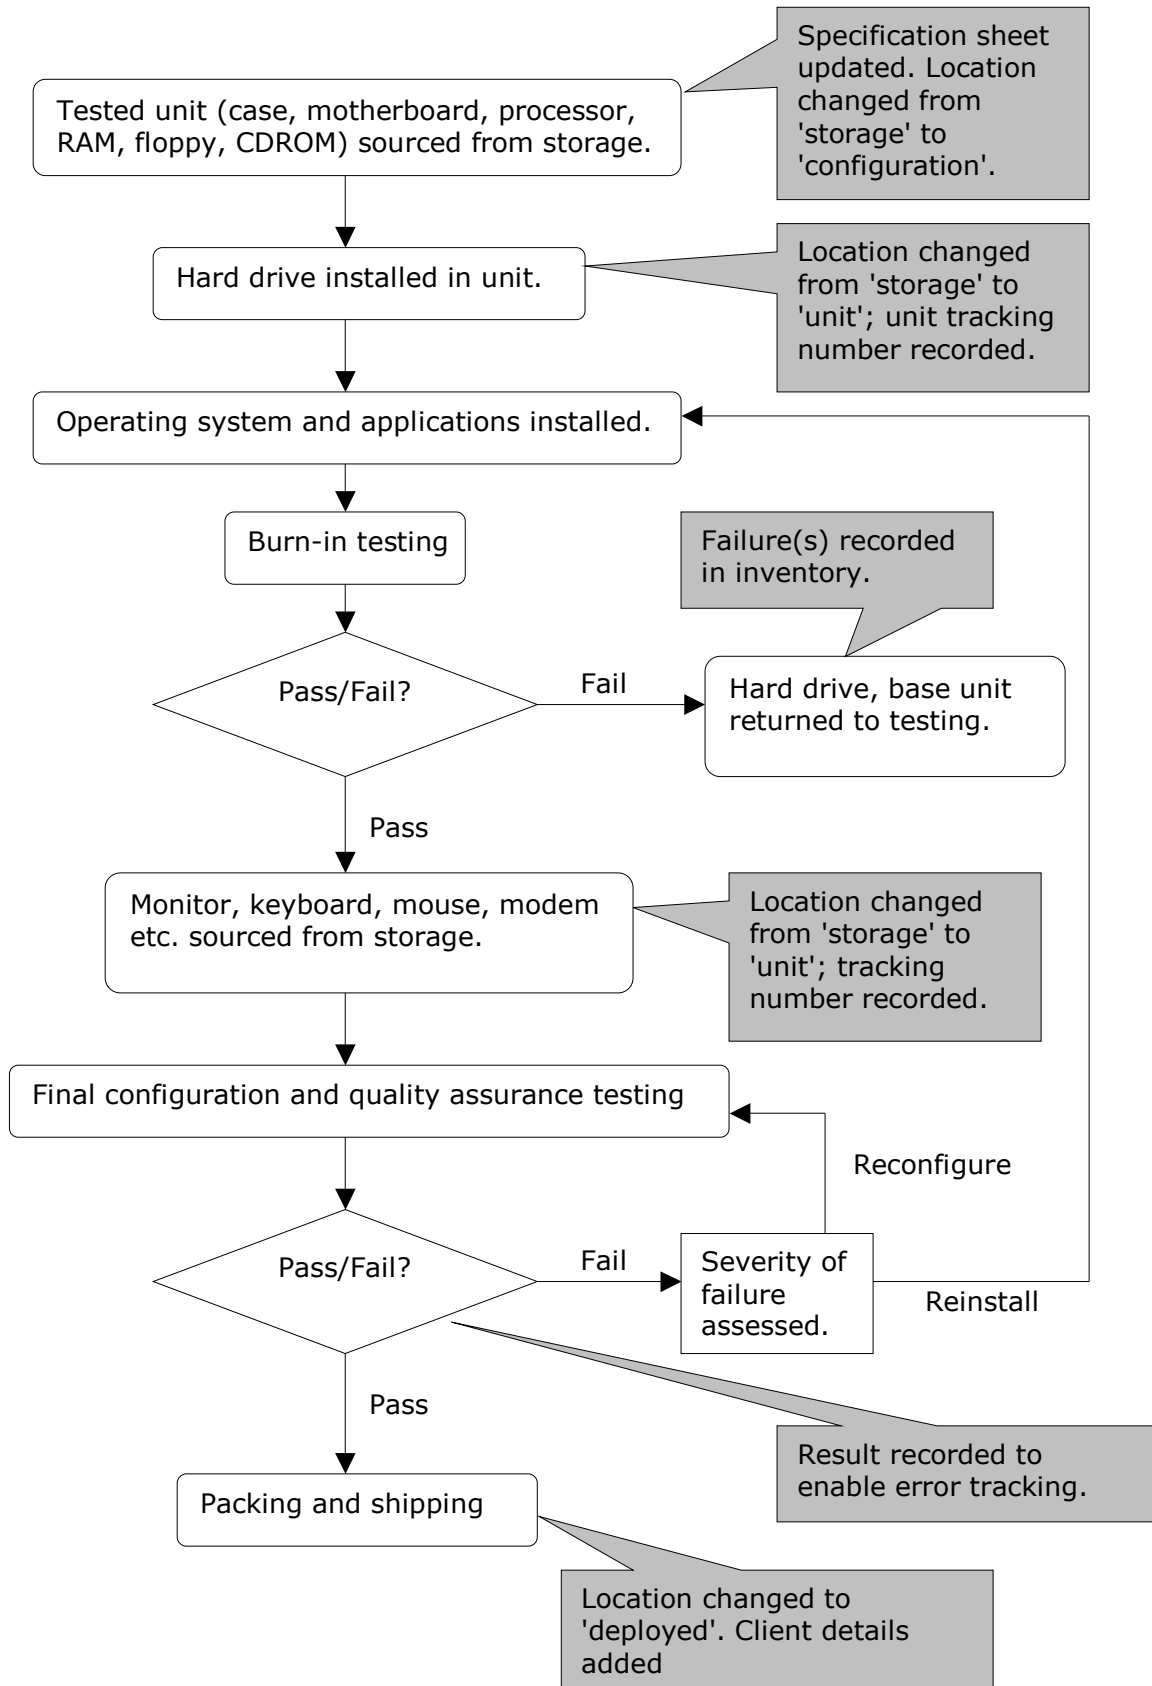 Specification sheet
updated. Location
changed from
'storage' to
'configuration'.
Tested unit (case, motherboard, processor,
RAM, floppy, CDROM) sourced from storage.
Hard drive installed in unit.
Location changed
from 'storage' to
'unit'; unit tracking
number recorded.
Operating system and applications installed.
Burn-in testing
Failure(s) recorded
in inventory.
Pass/Fail?
Fail
Hard drive, base unit
returned to testing.
Pass
Monitor, keyboard, mouse, modem
etc. sourced from storage.
Location changed
from 'storage' to
'unit'; tracking
number recorded.
Final configuration and quality assurance testing
Reconfigure
Pass/Fail?
Fail
Severity of
failure
assessed.
Reinstall
Pass
Result recorded to
enable error tracking.
Packing and shipping
Location changed to
'deployed'. Client details
added